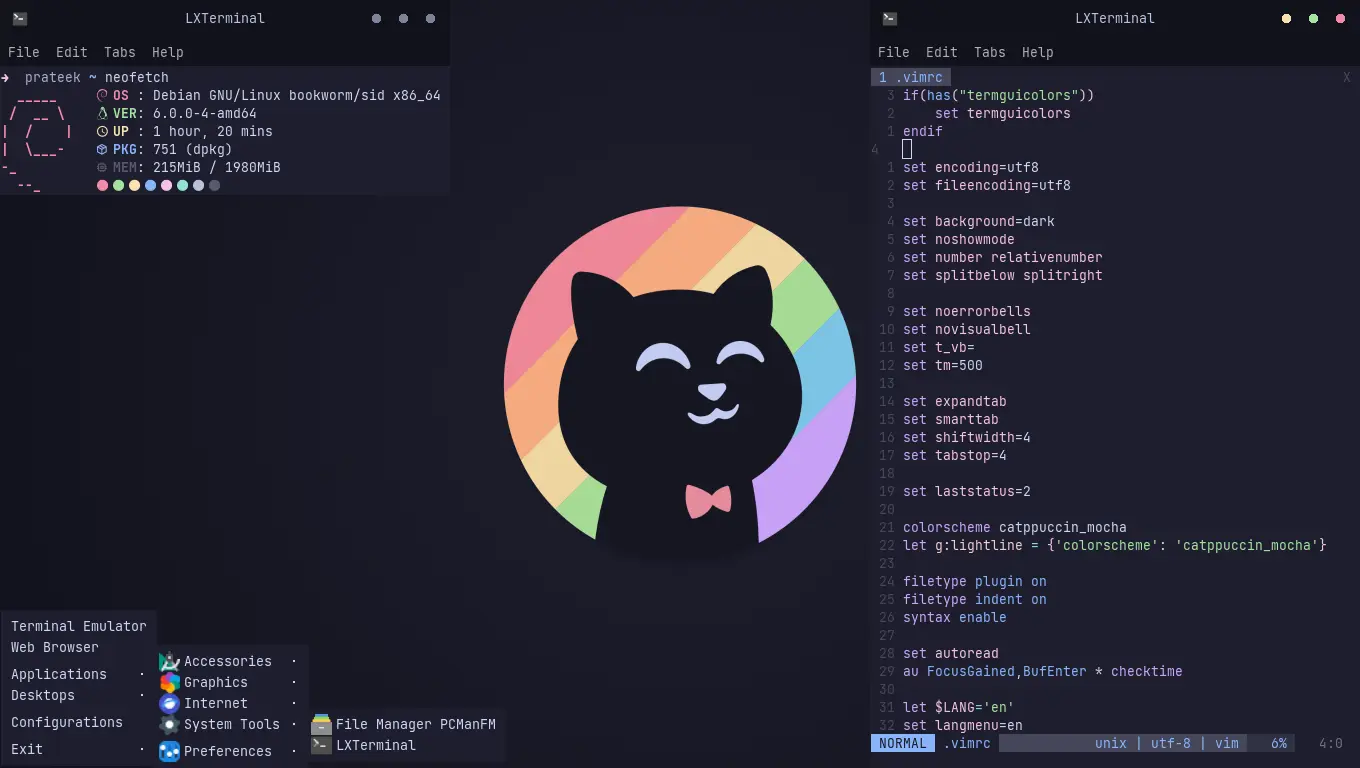 LXTerminal
File Edit Tabs Help
➜ prateek ~ neofetch
OS : Debian GNU/Linux bookworm/sid x86_64
VER: 6.0.0-4-amd64
UP : 1 hour, 20 mins
PKG: 751 (dpkg)
MEM: 215MiB / 1980MiB
LXTerminal
File Edit Tabs Help
1 .vimrc X
3 if(has("termguicolors"))
2 set termguicolors
1 endif
4
1 set encoding=utf8
2 set fileencoding=utf8
3
4 set background=dark
5 set noshowmode
6 set number relativenumber
7 set splitbelow splitright
8
9 set noerrorbells
10 set novisualbell
11 set t_vb=
12 set tm=500
13
14 set expandtab
15 set smarttab
16 set shiftwidth=4
17 set tabstop=4
18
19 set laststatus=2
20
21 colorscheme catppuccin_mocha
22 let g:lightline = {'colorscheme': 'catppuccin_mocha'}
23
24 filetype plugin on
25 filetype indent on
26 syntax enable
27
28 set autoread
29 au FocusGained,BufEnter * checktime
30
31 let $LANG='en'
32 set langmenu=en
NORMAL .vimrc unix | utf-8 | vim 6% 4:0
Terminal Emulator
Web Browser
Applications
Desktops
Configurations
Exit
Accessories
Graphics
Internet
System Tools
Preferences
File Manager PCManFM
LXTerminal